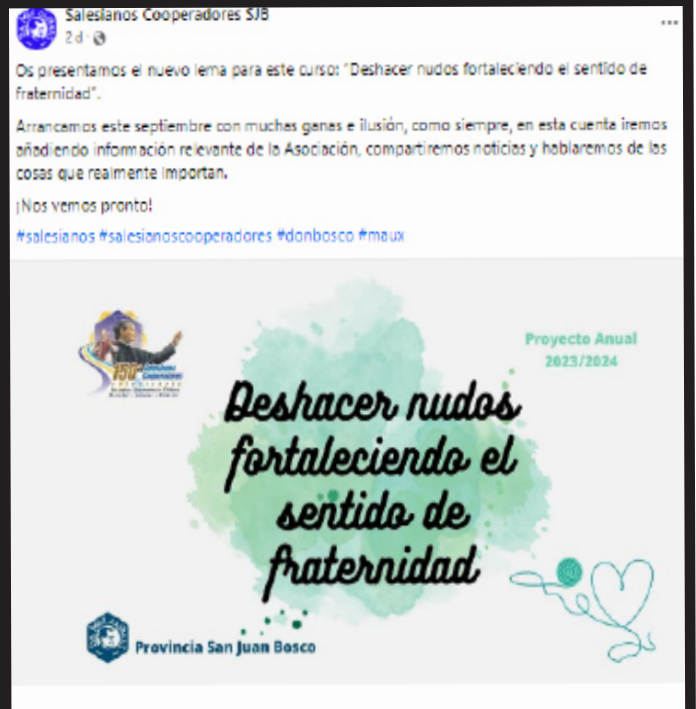 Salesianos Cooperadores SJB
2 d
Os presentamos el nuevo lema para este curso: "Deshacer nudos fortaleciendo el sentido de
fraternidad".
Arrancamos este septiembre con muchas ganas e ilusión, como siempre, en esta cuenta iremos
añadiendo información relevante de la Asociación, compartiremos noticias y hablaremos de las
cosas que realmente importan.
¡Nos vemos pronto!
#salesianos #salesianoscooperadores #donbosco #maux
Proyecto Anual
2023/2024
150
Deshacer nudos
fortaleciendo el
sentido de
fraternidad
Provincia San Juan Bosco